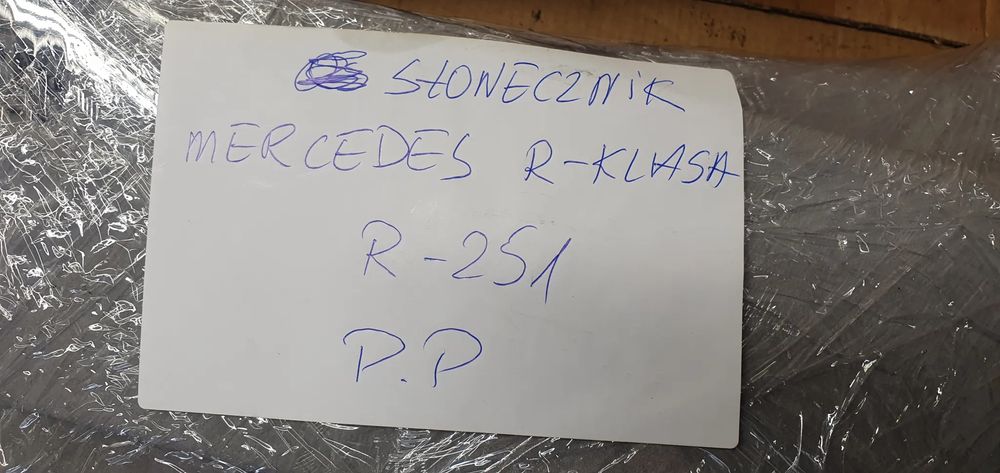 SŁONECZNIK
MERCEDES R-KLASA
R-251
P.P